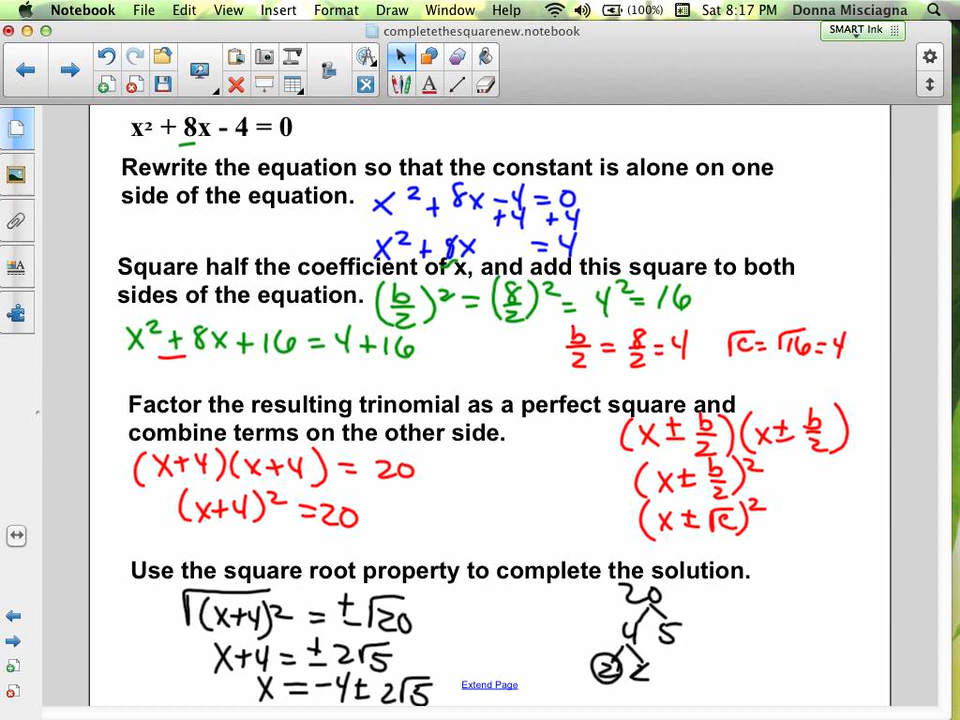 Notebook File Edit View Insert Format Draw Window Help (100%) Sat 8:17 PM Donna Misciagna
completethesquarenew.notebook
SMART Ink
x² + 8x - 4 = 0
Rewrite the equation so that the constant is alone on one
side of the equation.
x² + 8x - 4 = 0
+4 +4
x² + 8x = 4
Square half the coefficient of x, and add this square to both
sides of the equation. (b/2)² = (8/2)² = 4² = 16
x² + 8x + 16 = 4 + 16
b/2 = 8/2 = 4 √c = √16 = 4
Factor the resulting trinomial as a perfect square and
combine terms on the other side.
(x ± b/2)(x ± b/2)
(x+4)(x+4) = 20
(x ± b/2)²
(x+4)² = 20
(x ± √c)²
Use the square root property to complete the solution.
20
√(x+4)² = ±√20
4 5
x+4 = ±2√5
2 2
x = -4 ± 2√5
Extend Page